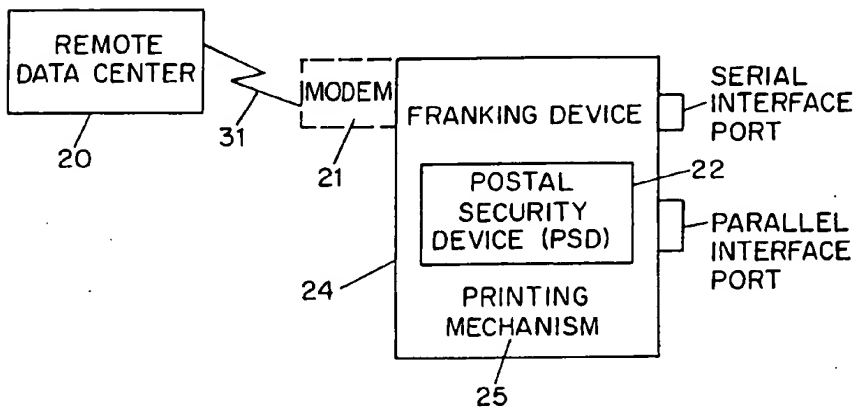 REMOTE
DATA CENTER
20
31
MODEM
21
FRANKING DEVICE
SERIAL
INTERFACE
PORT
22
POSTAL
SECURITY
DEVICE (PSD)
PARALLEL
INTERFACE
PORT
24
PRINTING
MECHANISM
25